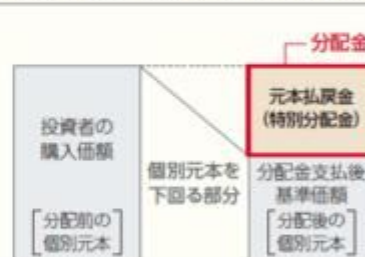 分配金
元本払戻金
(特別分配金)
投資者の
購入価額
個別元本を
下回る部分
分配金支払後
基準価額
分配前の
個別元本
分配後の
個別元本